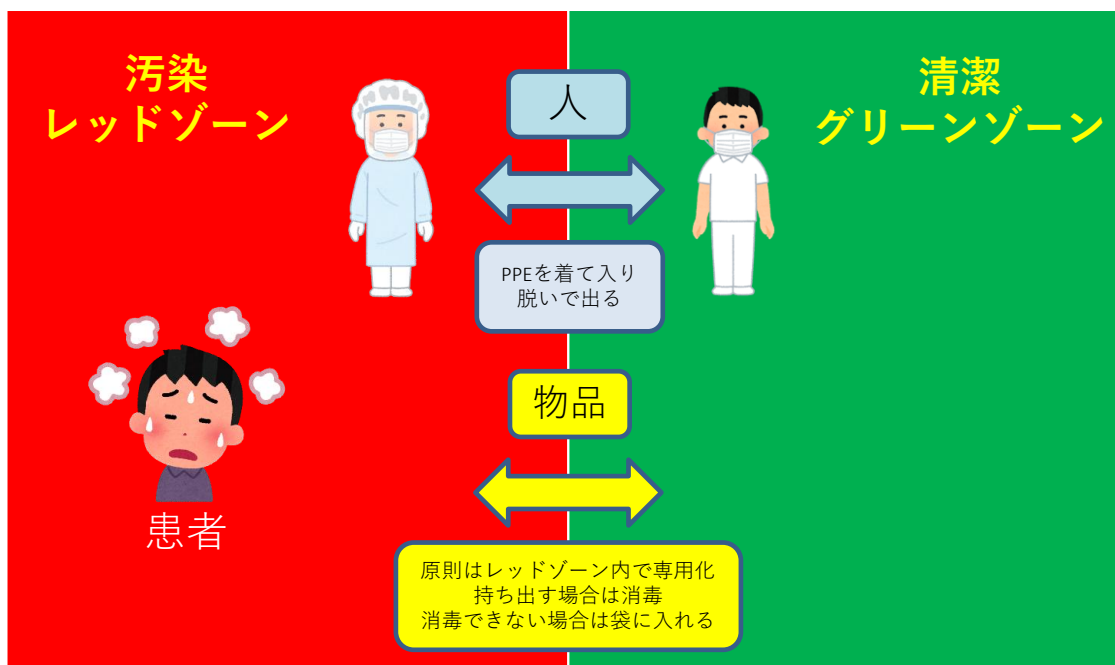 汚染
レッドゾーン
人
清潔
グリーンゾーン
PPEを着て入り
脱いで出る
物品
患者
原則はレッドゾーン内で専用化
持ち出す場合は消毒
消毒できない場合は袋に入れる